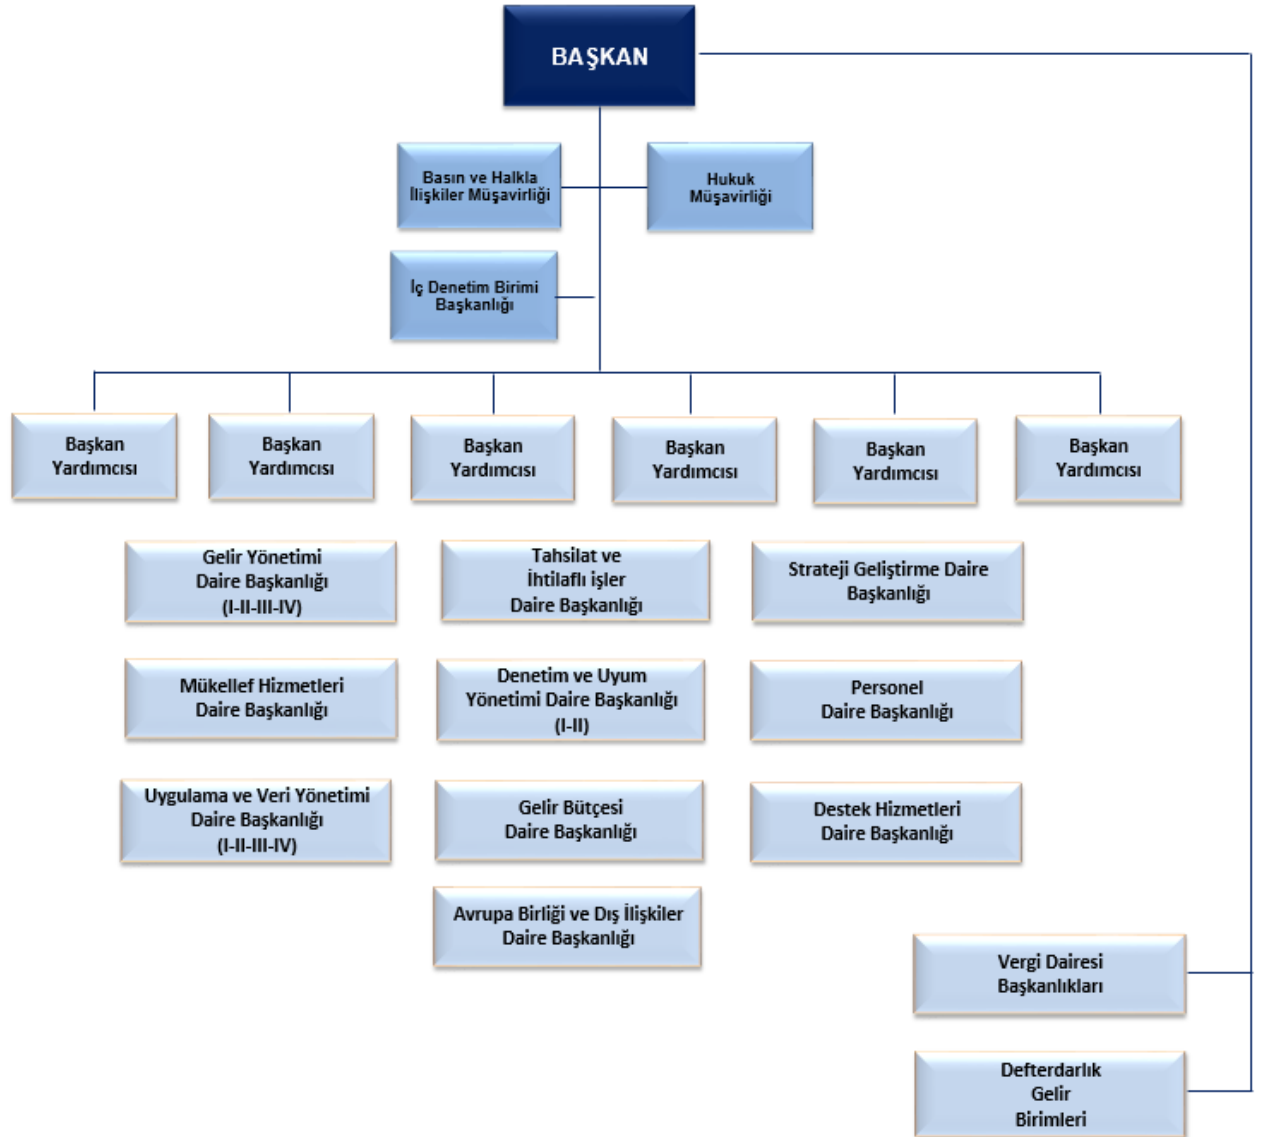 BAŞKAN
Basın ve Halkla
İlişkiler Müşavirliği
Hukuk
Müşavirliği
İç Denetim Birimi
Başkanlığı
Başkan
Yardımcısı
Başkan
Yardımcısı
Başkan
Yardımcısı
Başkan
Yardımcısı
Başkan
Yardımcısı
Başkan
Yardımcısı
Gelir Yönetimi
Daire Başkanlığı
(I-II-III-IV)
Tahsilat ve
İhtilaflı işler
Daire Başkanlığı
Strateji Geliştirme Daire
Başkanlığı
Mükellef Hizmetleri
Daire Başkanlığı
Denetim ve Uyum
Yönetimi Daire Başkanlığı
(I-II)
Personel
Daire Başkanlığı
Uygulama ve Veri Yönetimi
Daire Başkanlığı
(I-II-III-IV)
Gelir Bütçesi
Daire Başkanlığı
Destek Hizmetleri
Daire Başkanlığı
Avrupa Birliği ve Dış İlişkiler
Daire Başkanlığı
Vergi Dairesi
Başkanlıkları
Defterdarlık
Gelir
Birimleri